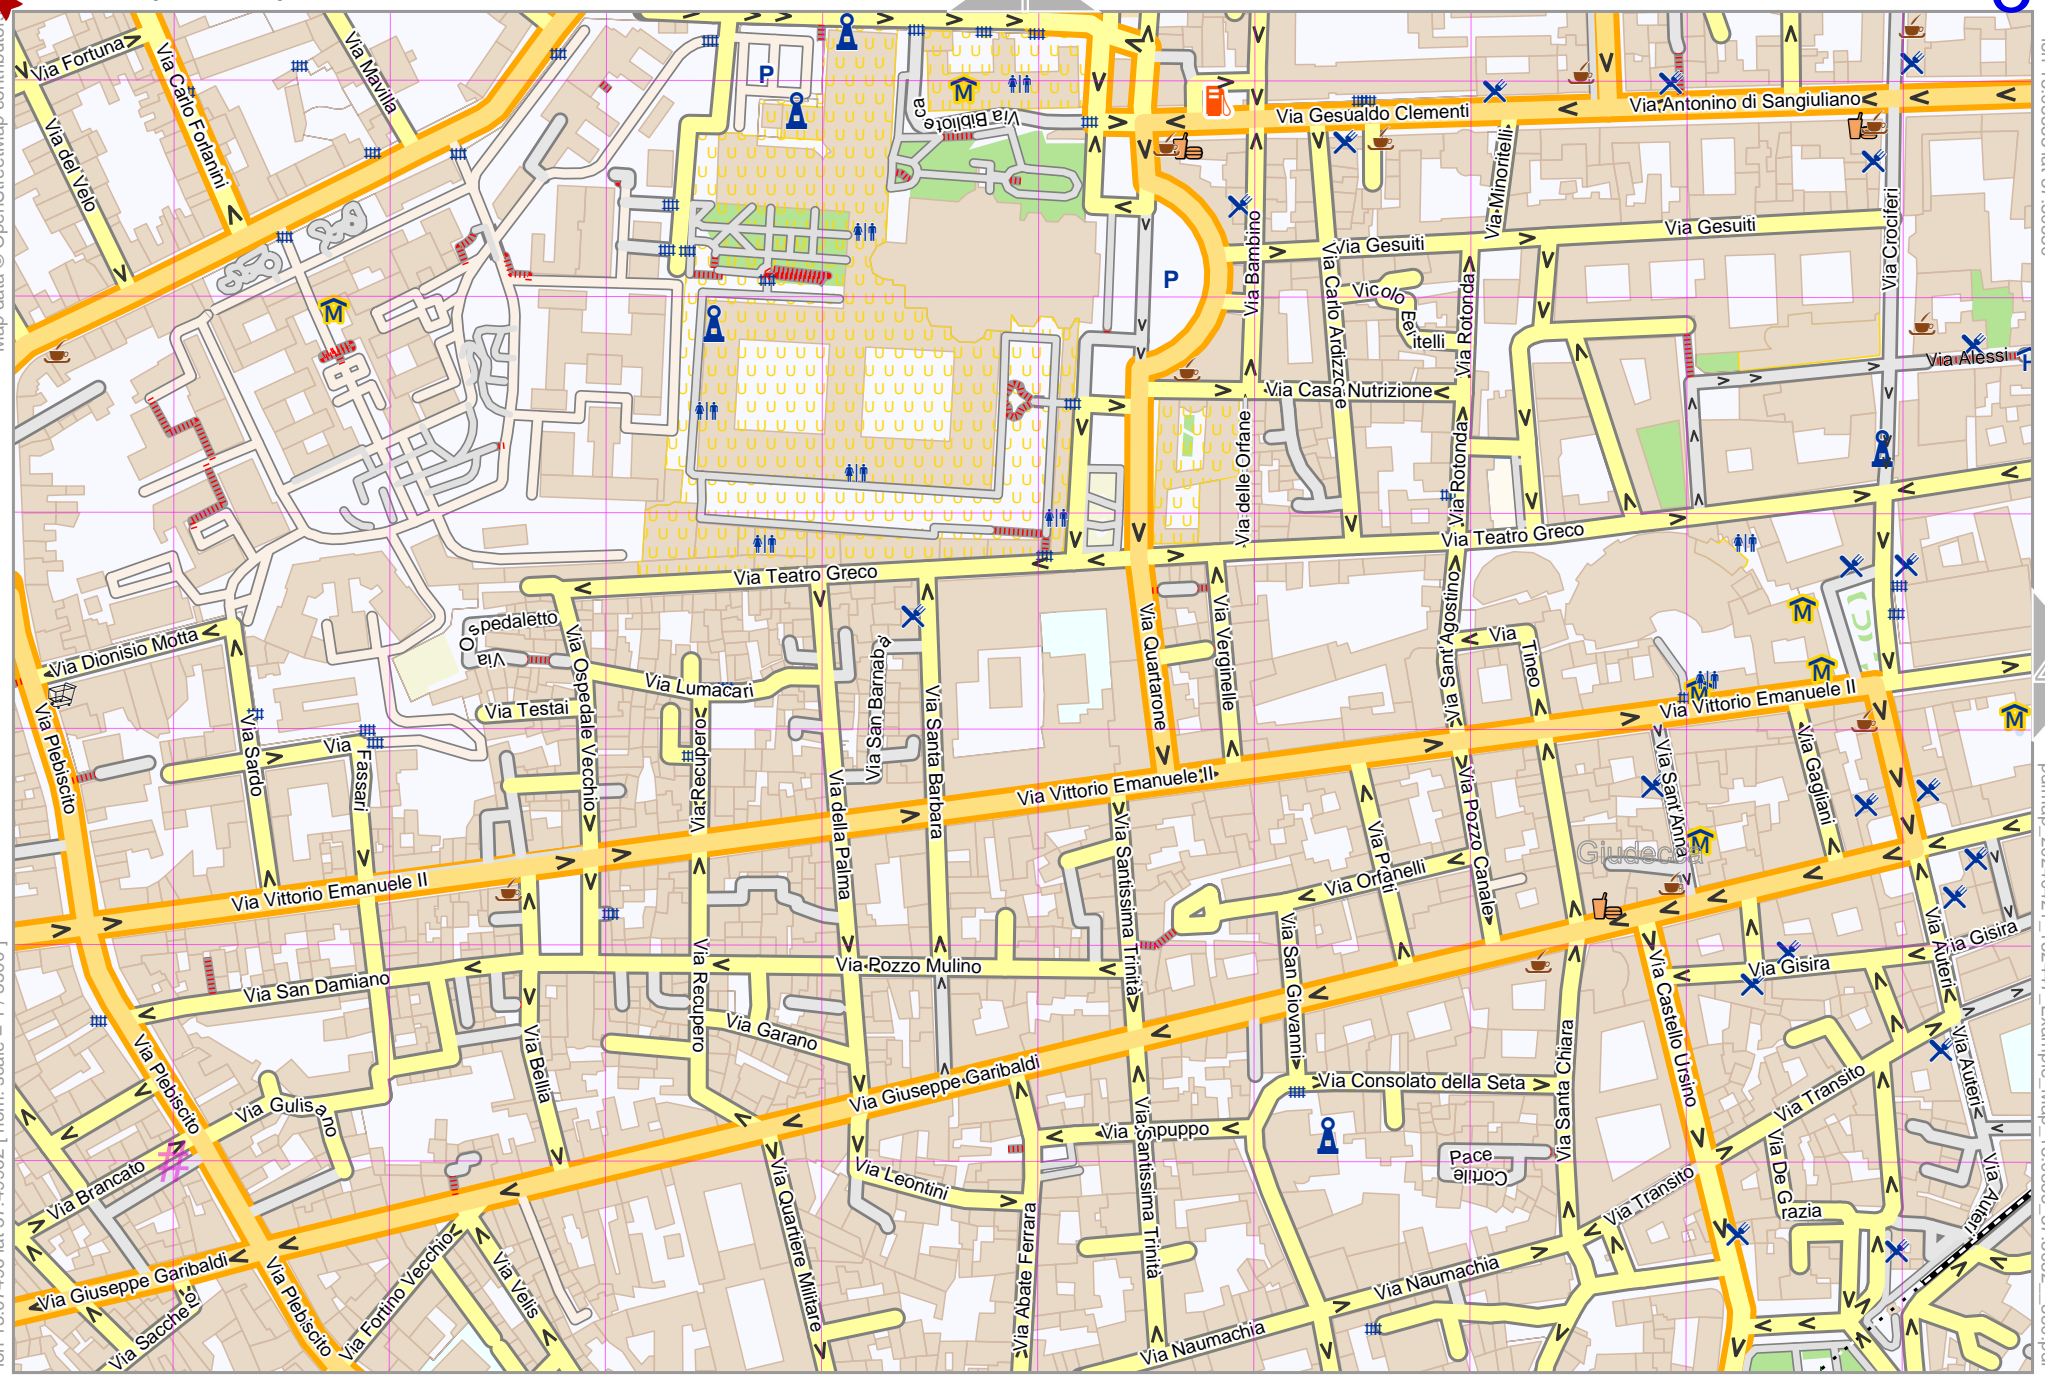 Via Fortuna
Via Carlo Forlanini
Via Mavilla
Via del Velo
P
Via Biblioteca
M
Via Gesualdo Clementi
Via Antonino di Sangiuliano
Via Minoritelli
Via Crociferi
Via Bambino
Via Gesuiti
Via Gesuiti
P
Via Carlo Ardizzone
Vicolo Beritelli
Via Rotonda
Via Alessi
M
Via Casa Nutrizione
Via delle Orfane
Via Rotonda
Via Teatro Greco
Via Teatro Greco
Via Ospedaletto
Via Dionisio Motta
Via Ospedale Vecchio
Via San Barnaba
Via Quartarone
Via Verginelle
Via Sant'Agostino
Via Tineo
M
M
M
M
Via Lumacari
Via Testai
Via Plebiscito
Via Sardo
Via Fassari
Via Recupero
Via della Palma
Via Santa Barbara
Via Vittorio Emanuele II
Via Vittorio Emanuele II
Via Vittorio Emanuele II
Via Santissima Trinità
Via Pozzo Canale
Via Sant'Anna
Via Gagliani
M
Giudecca
Via Orfanelli
Via San Giovanni
Via Auteri
Via Gisira
Via Gisira
Via San Damiano
Via Recupero
Via Pozzo Mulino
Via Garano
Via Bellia
Via Plebiscito
Via Gulisano
Via Castello Ursino
Via Giuseppe Garibaldi
Via Consolato della Seta
Via Santa Chiara
Via Transito
Via Auteri
Via Brancato
#
Via Leontini
Via Santissima Trinità
Pace
Cortile
Via De Grazia
Via Transito
Via Auteri
Via Giuseppe Garibaldi
Via Plebiscito
Via Sacchero
Via Fortino Vecchio
Via Velis
Via Quartiere Militare
Via Abate Ferrara
Via Naumachia
Via Naumachia